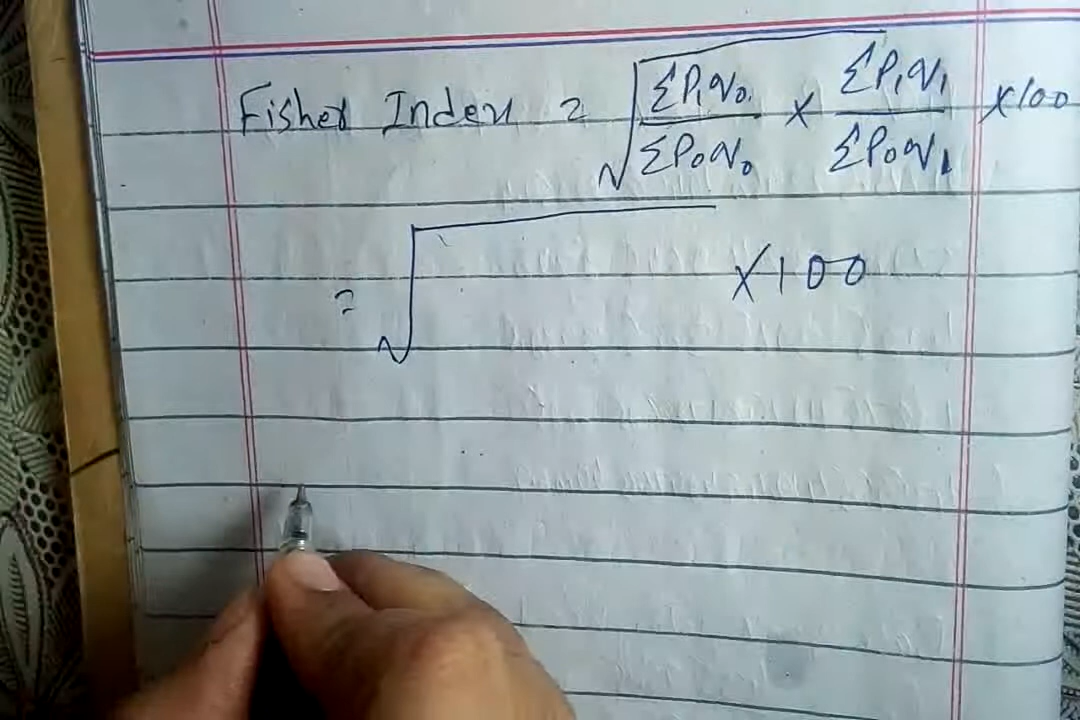 Fisher Index = √ ΣP₁q₀ / ΣP₀q₀ × ΣP₁q₁ / ΣP₀q₁ ×100
= √ ×100